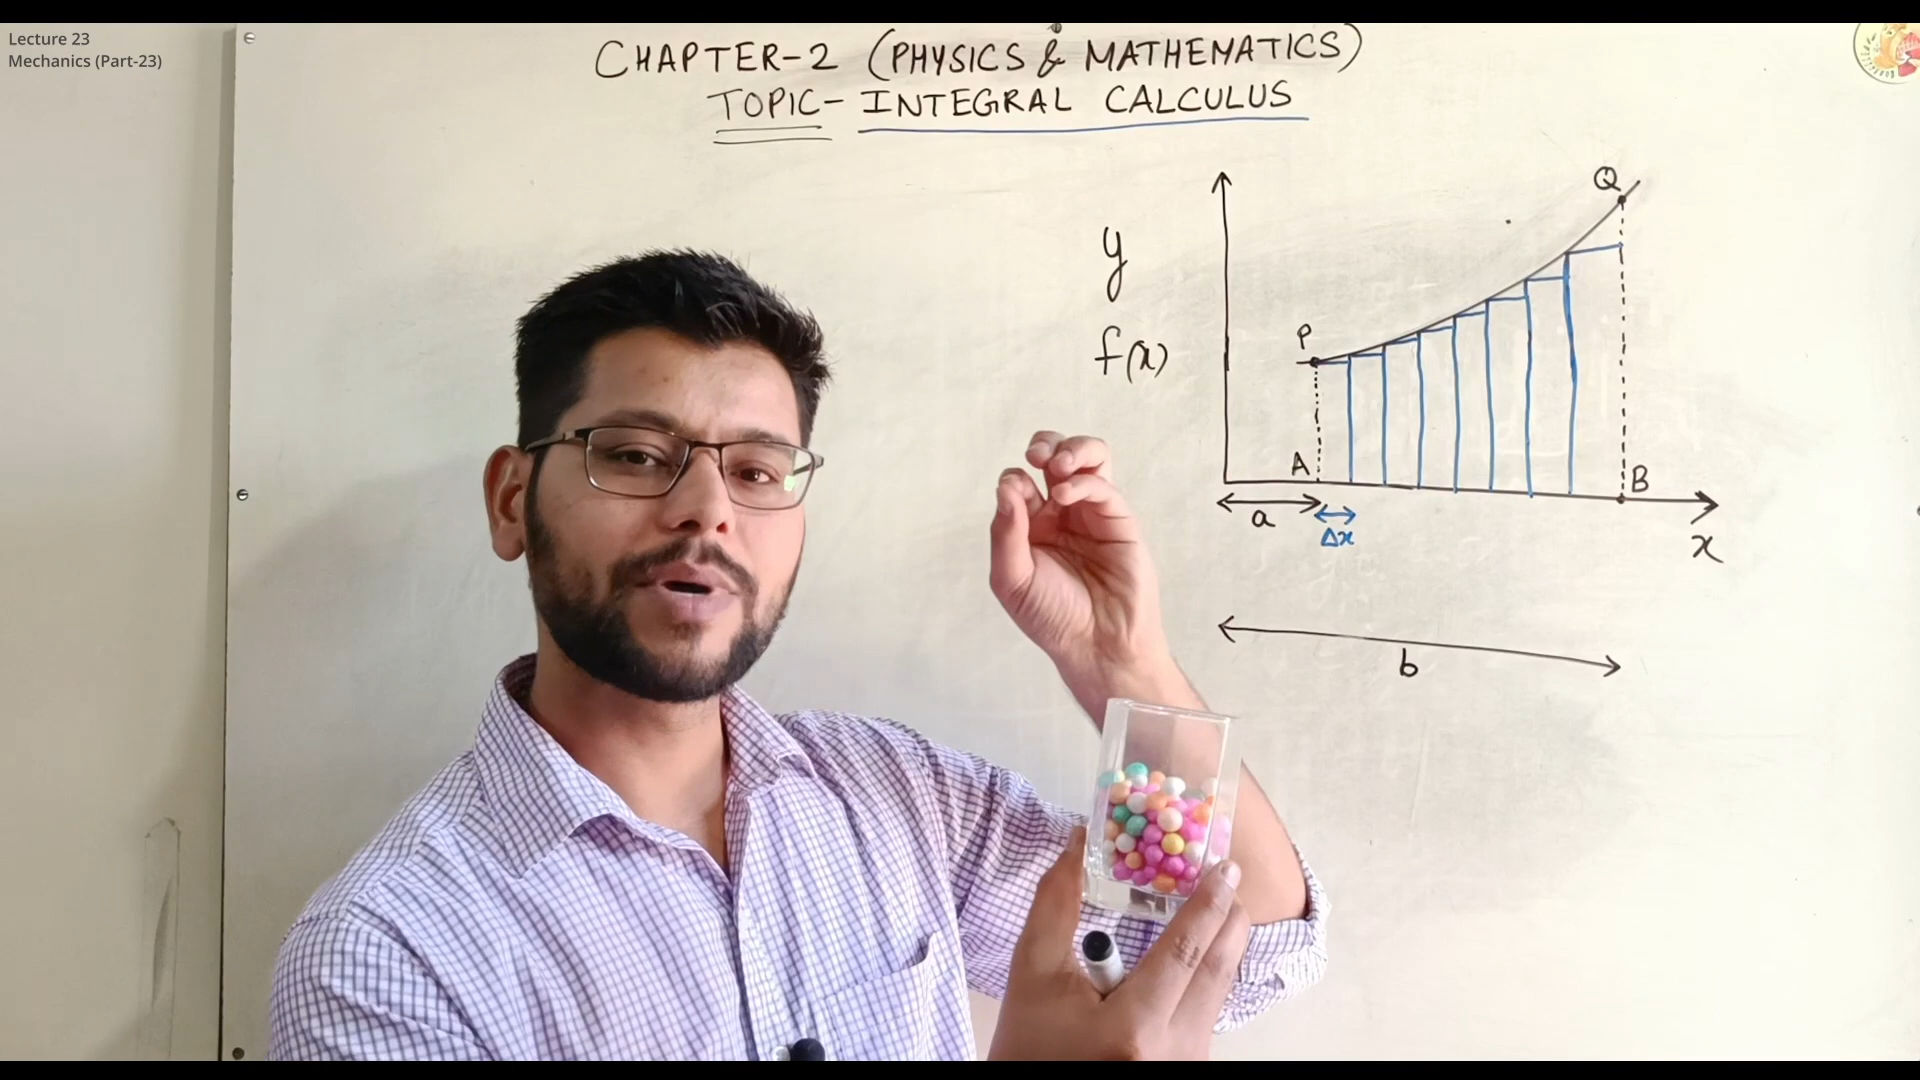 Lecture 23
Mechanics (Part-23)
CHAPTER-2 (PHYSICS & MATHEMATICS)
TOPIC- INTEGRAL CALCULUS
Q
y
P
f(x)
A
B
a
Δx
x
b